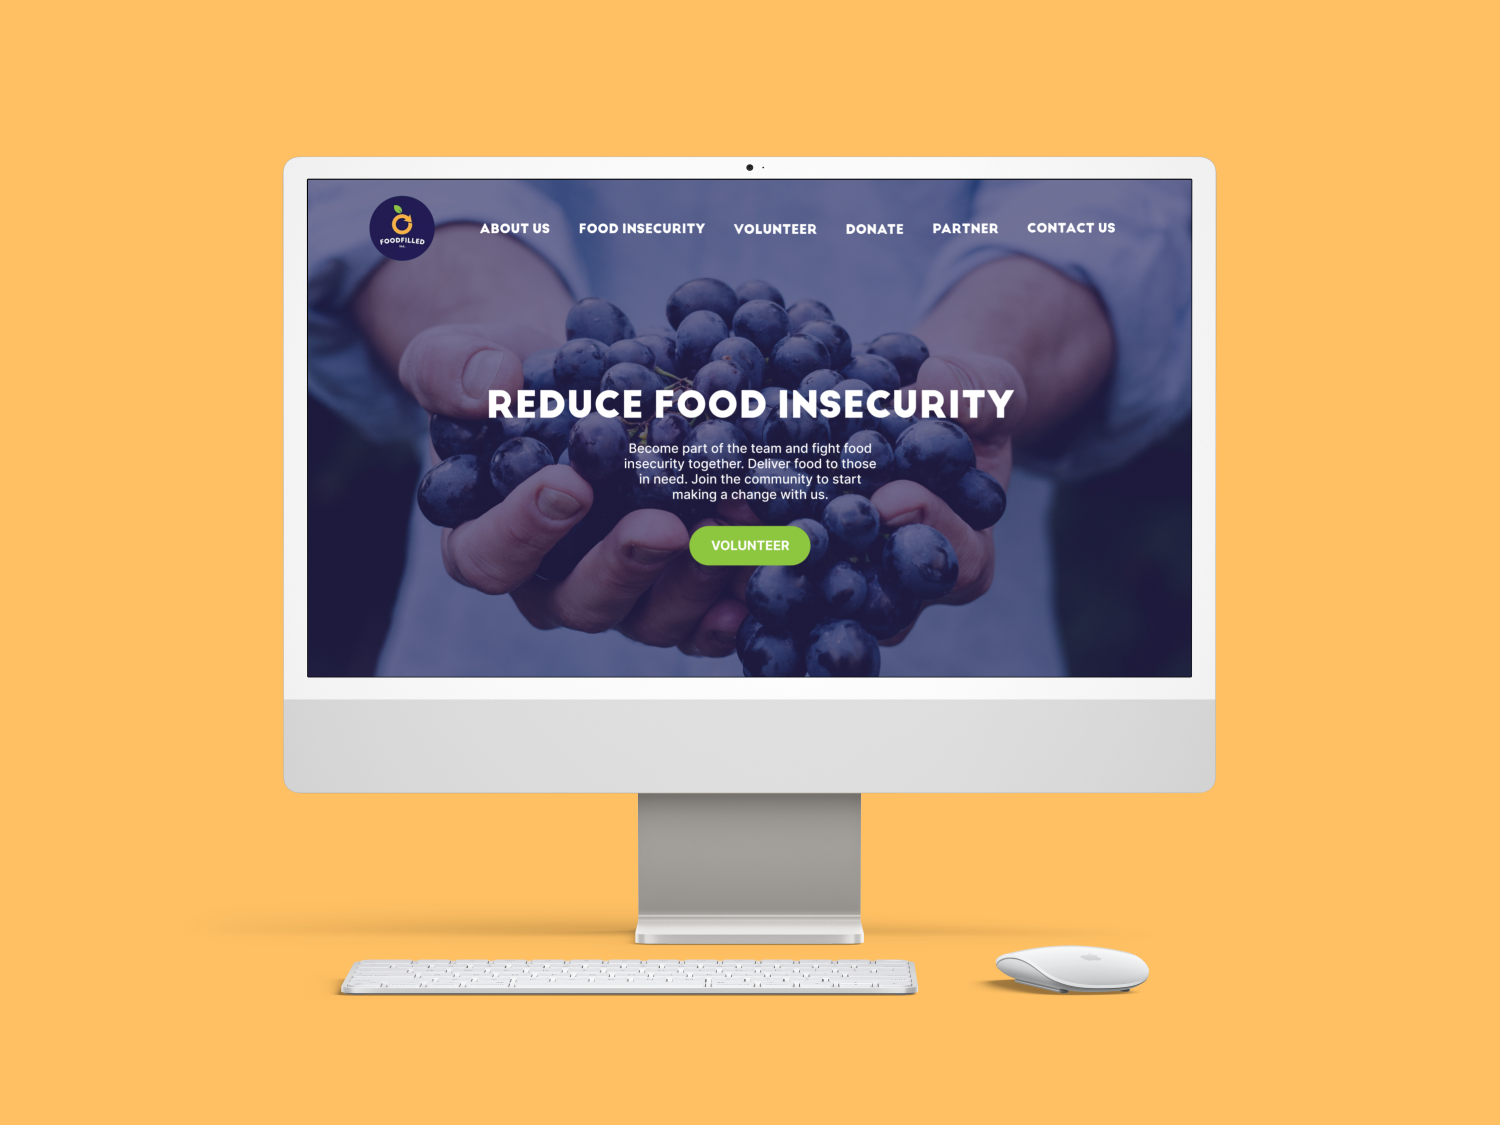 FOODFILLED
INC.
ABOUT US
FOOD INSECURITY
VOLUNTEER
DONATE
PARTNER
CONTACT US
REDUCE FOOD INSECURITY
Become part of the team and fight food
insecurity together. Deliver food to those
in need. Join the community to start
making a change with us.
VOLUNTEER